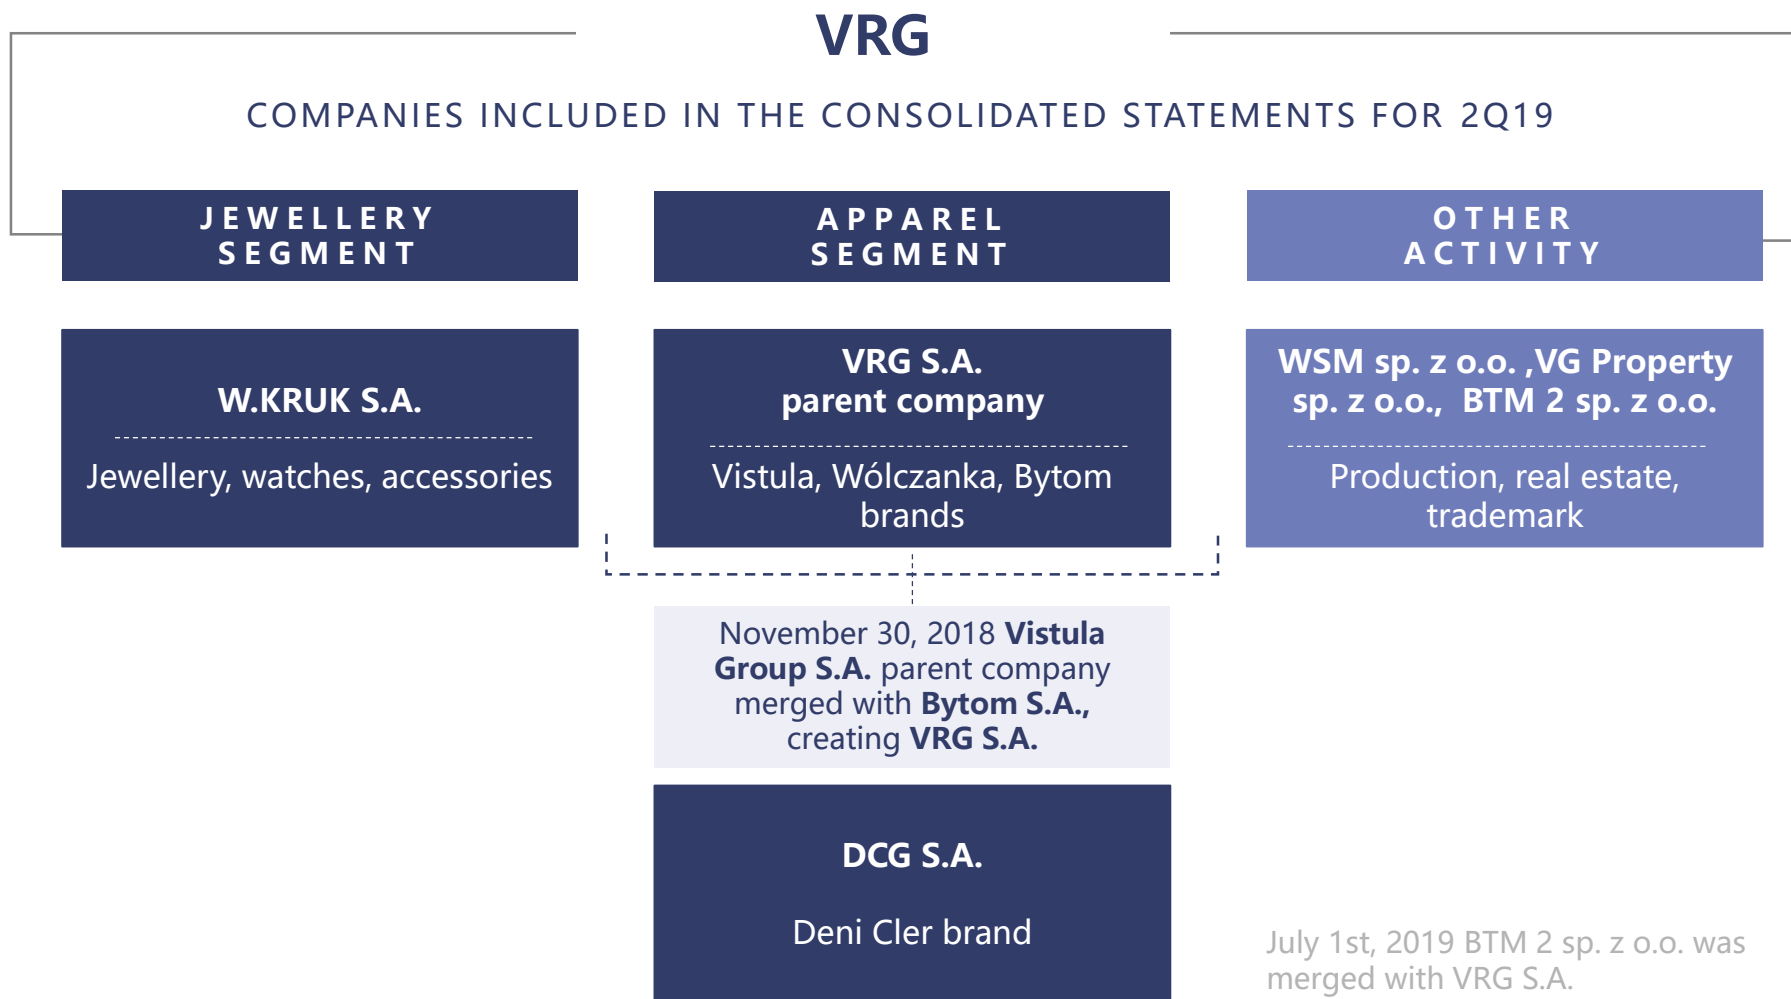 VRG
COMPANIES INCLUDED IN THE CONSOLIDATED STATEMENTS FOR 2Q19
JEWELLERY
SEGMENT
APPAREL
SEGMENT
OTHER
ACTIVITY
W.KRUK S.A.
Jewellery, watches, accessories
VRG S.A.
parent company
Vistula, Wólczanka, Bytom
brands
WSM sp. z o.o. ,VG Property
sp. z o.o., BTM 2 sp. z o.o.
Production, real estate,
trademark
November 30, 2018 Vistula
Group S.A. parent company
merged with Bytom S.A.,
creating VRG S.A.
DCG S.A.
Deni Cler brand
July 1st, 2019 BTM 2 sp. z o.o. was
merged with VRG S.A.